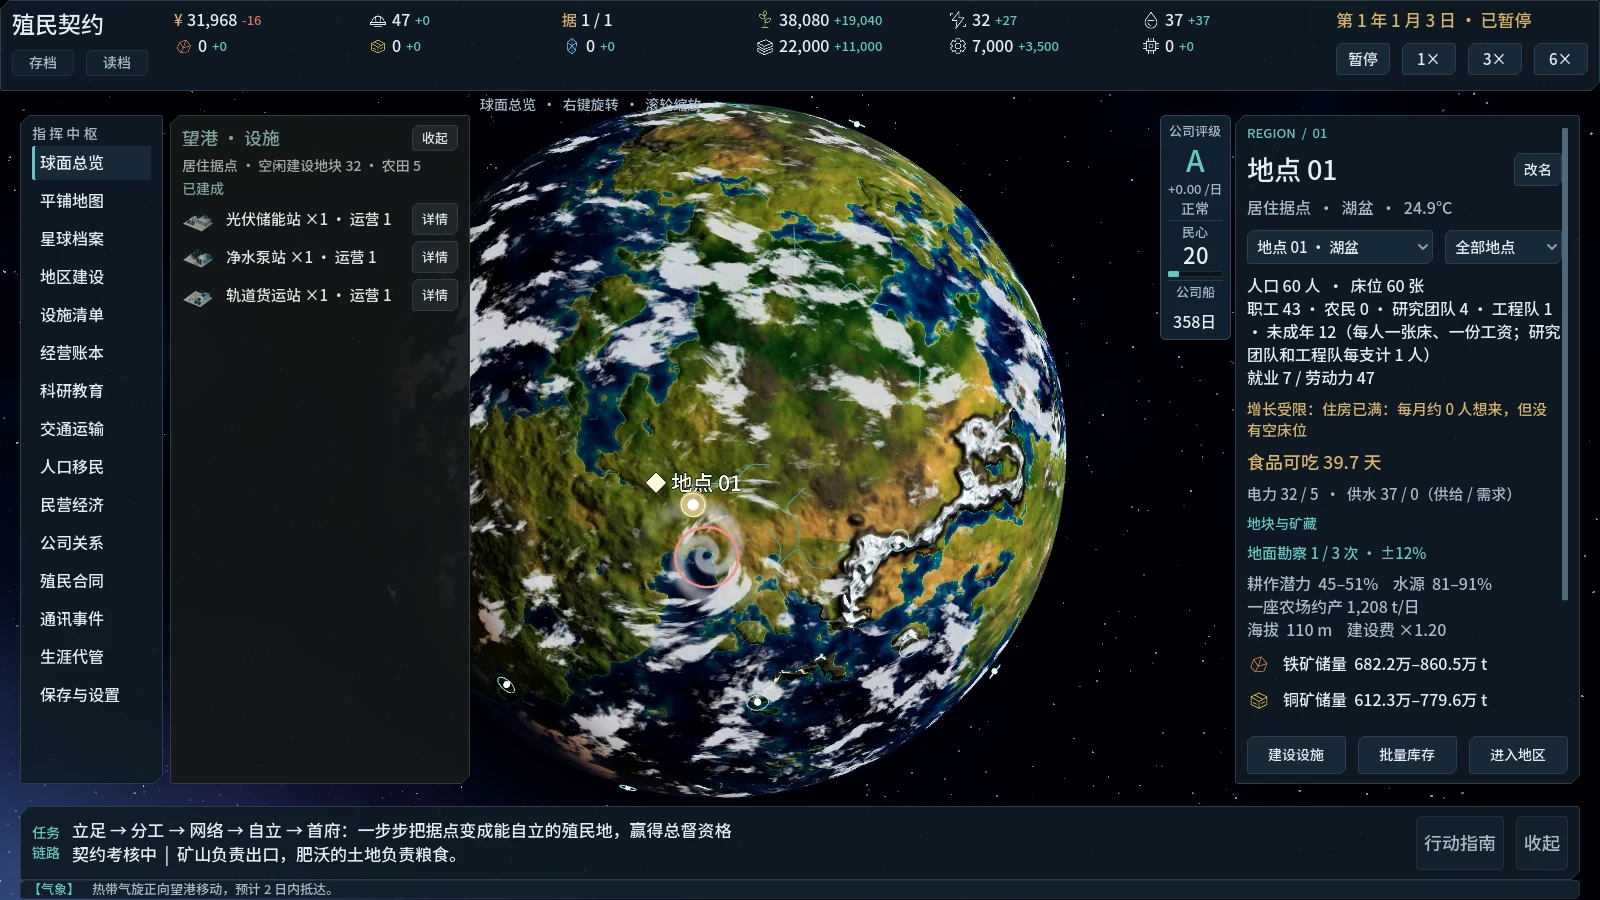 殖民契约
存档 读档
¥ 31,968 -16
47 +0
据 1 / 1
38,080 +19,040
32 +27
37 +37
0 +0
0 +0
0 +0
22,000 +11,000
7,000 +3,500
0 +0
第 1 年 1 月 3 日 · 已暂停
暂停 1× 3× 6×
球面总览 · 右键旋转 · 滚轮缩放
指挥中枢
球面总览
平铺地图
星球档案
地区建设
设施清单
经营账本
科研教育
交通运输
人口移民
民营经济
公司关系
殖民合同
通讯事件
生涯代管
保存与设置
望港 · 设施 收起
居住据点 · 空闲建设地块 32 · 农田 5
已建成
光伏储能站 ×1 · 运营 1 详情
净水泵站 ×1 · 运营 1 详情
轨道货运站 ×1 · 运营 1 详情
地点 01
公司评级
A
+0.00 /日
正常
民心
20
公司船
358日
REGION / 01
地点 01 改名
居住据点 · 湖盆 · 24.9°C
地点 01 · 湖盆 全部地点
人口 60 人 · 床位 60 张
职工 43 · 农民 0 · 研究团队 4 · 工程队 1
· 未成年 12（每人一张床、一份工资；研究
团队和工程队每支计 1 人）
就业 7 / 劳动力 47
增长受限：住房已满：每月约 0 人想来，但没
有空床位
食品可吃 39.7 天
电力 32 / 5 · 供水 37 / 0（供给 / 需求）
地块与矿藏
地面勘察 1 / 3 次 · ±12%
耕作潜力 45–51% 水源 81–91%
一座农场约产 1,208 t/日
海拔 110 m 建设费 ×1.20
铁矿储量 682.2万–860.5万 t
铜矿储量 612.3万–779.6万 t
建设设施 批量库存 进入地区
任务
链路
立足 → 分工 → 网络 → 自立 → 首府：一步步把据点变成能自立的殖民地，赢得总督资格
契约考核中 | 矿山负责出口，肥沃的土地负责粮食。
行动指南 收起
【气象】 热带气旋正向望港移动，预计 2 日内抵达。